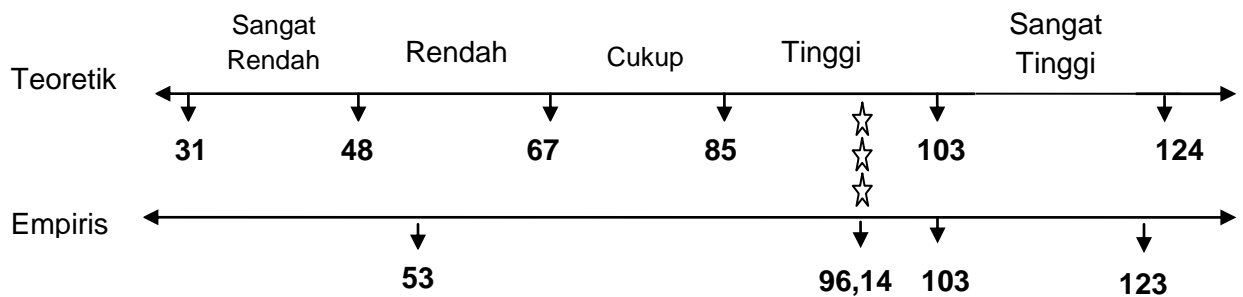 Sangat
Rendah
Rendah
Cukup
Tinggi
Sangat
Tinggi
Teoretik
31 48 67 85 103 124
Empiris
53 96,14 103 123